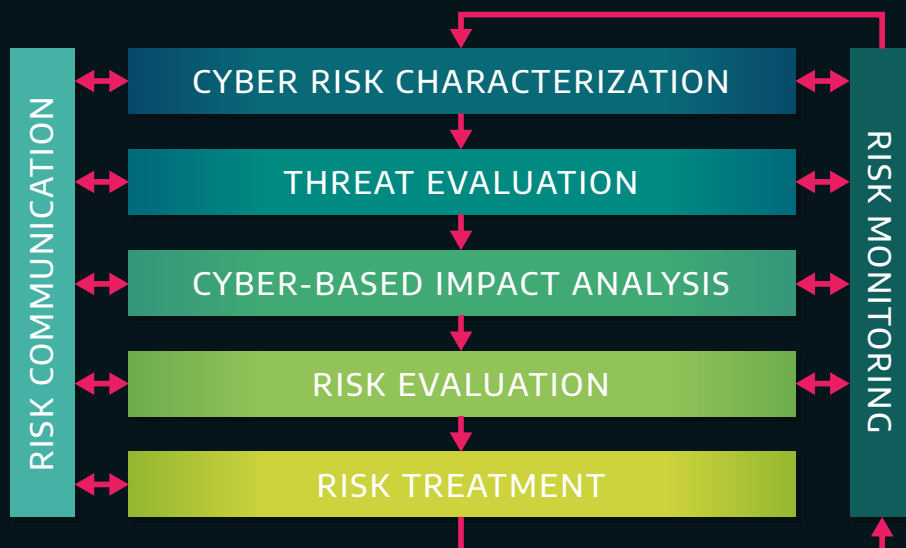 RISK COMMUNICATION
CYBER RISK CHARACTERIZATION
THREAT EVALUATION
CYBER-BASED IMPACT ANALYSIS
RISK EVALUATION
RISK TREATMENT
RISK MONITORING